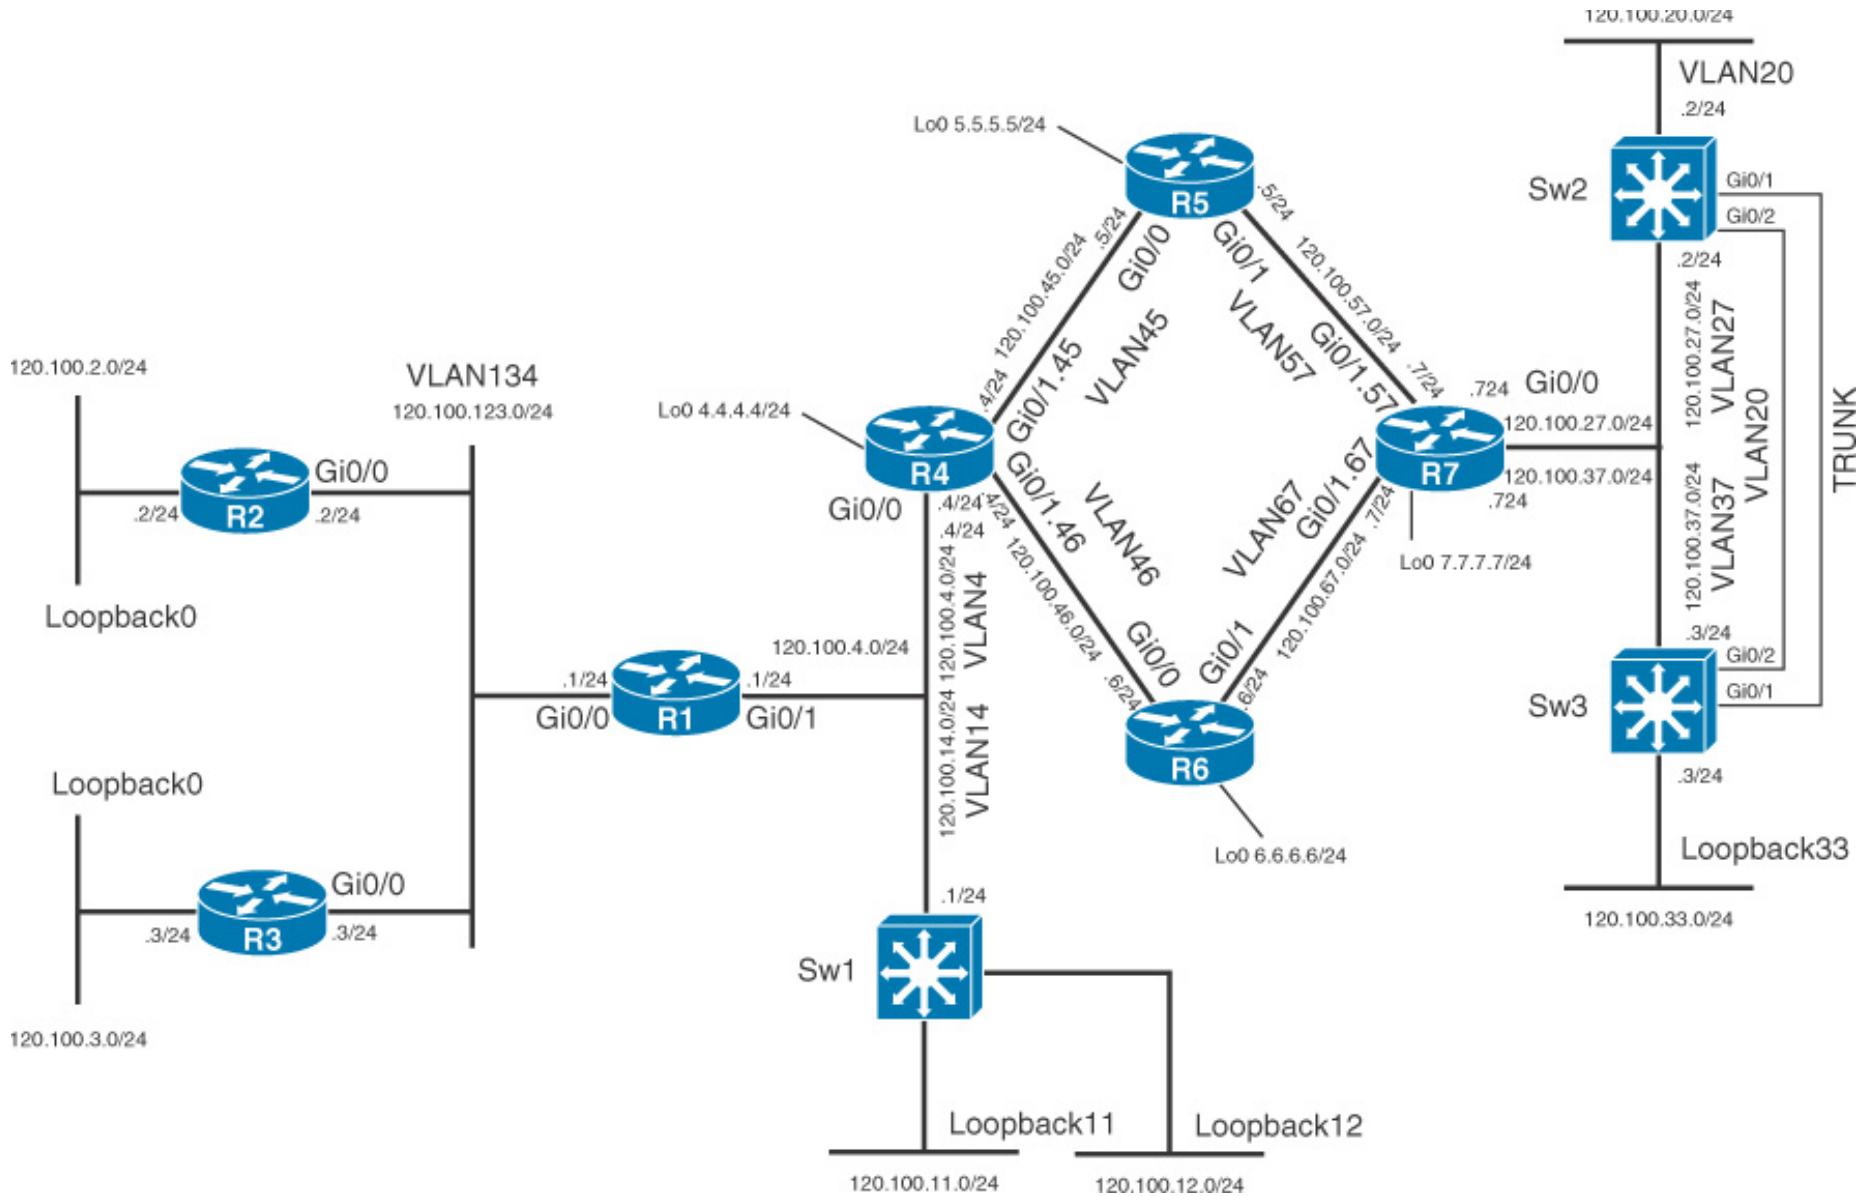 120.100.20.0/24
VLAN20
.2/24
Lo0 5.5.5.5/24
R5
Sw2
Gi0/1
Gi0/2
.2/24
.5/24
.5/24
Gi0/0
Gi0/1
120.100.45.0/24
120.100.57.0/24
VLAN45
VLAN57
Gi0/1.45
Gi0/1.57
.4/24
.7/24
120.100.27.0/24
VLAN27
VLAN20
TRUNK
120.100.2.0/24
VLAN134
120.100.123.0/24
Lo0 4.4.4.4/24
R4
Gi0/0
.4/24
.4/24
.4/24
Gi0/1.46
VLAN46
120.100.46.0/24
R7
.724
Gi0/0
120.100.27.0/24
120.100.37.0/24
.724
Lo0 7.7.7.7/24
Gi0/1.67
VLAN67
.7/24
120.100.67.0/24
120.100.37.0/24
VLAN37
Gi0/0
.2/24
R2
.2/24
Loopback0
120.100.4.0/24
VLAN4
120.100.4.0/24
.1/24
.1/24
Gi0/0
R1
Gi0/1
120.100.14.0/24
VLAN14
Gi0/0
.6/24
Gi0/1
.6/24
R6
Lo0 6.6.6.6/24
.3/24
Gi0/2
Gi0/1
Sw3
.3/24
Loopback33
120.100.33.0/24
Loopback0
Gi0/0
.3/24
R3
.3/24
120.100.3.0/24
.1/24
Sw1
Loopback11
120.100.11.0/24
Loopback12
120.100.12.0/24